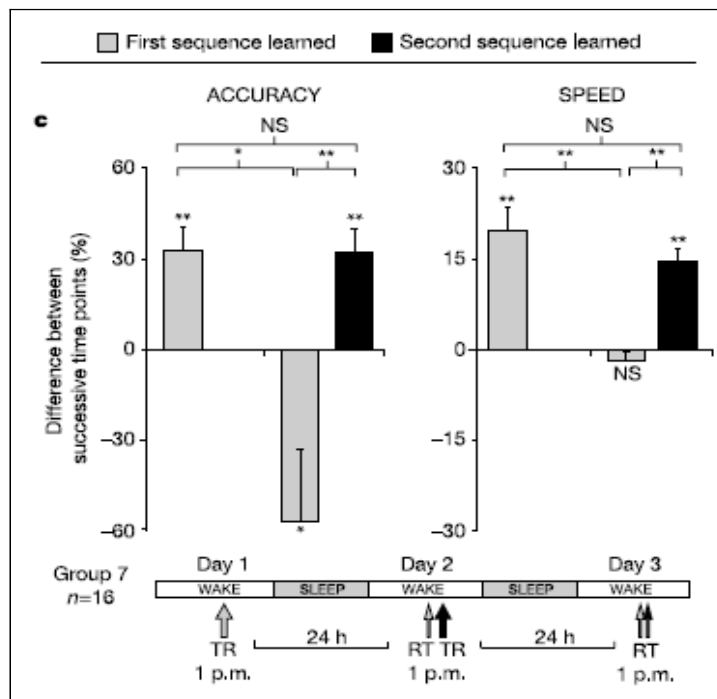 First sequence learned
Second sequence learned
c
ACCURACY
SPEED
NS
NS
*
**
**
**
60
30
0
–30
–60
30
15
0
–15
–30
Difference between
successive time points (%)
**
**
*
**
**
NS
Group 7
n=16
Day 1
Day 2
Day 3
WAKE
SLEEP
WAKE
SLEEP
WAKE
TR
24 h
RT TR
24 h
RT
1 p.m.
1 p.m.
1 p.m.